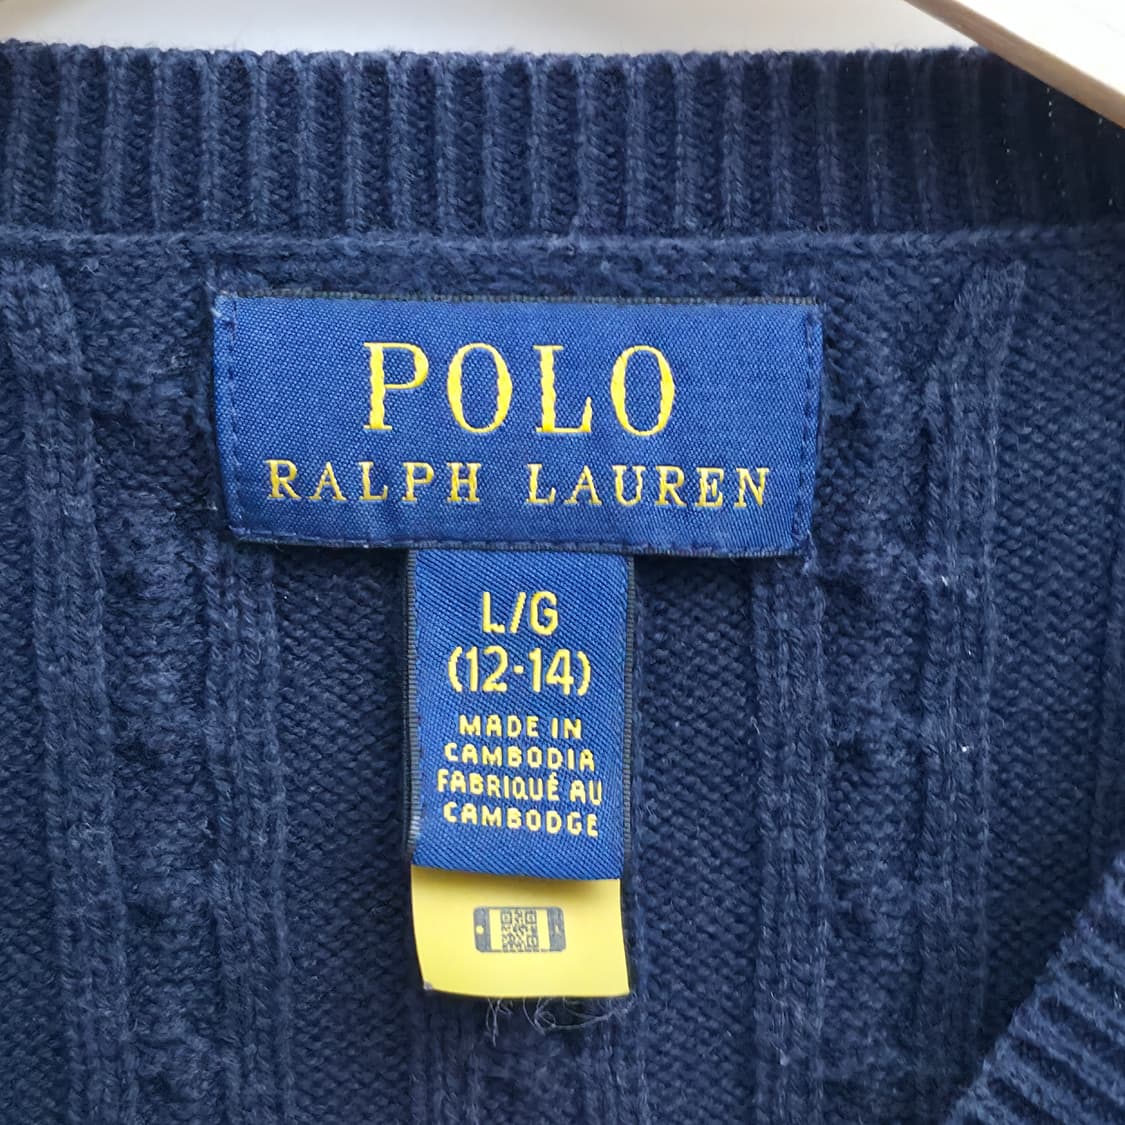 POLO
RALPH LAUREN
L/G
(12-14)
MADE IN
CAMBODIA
FABRIQUÉ AU
CAMBODGE